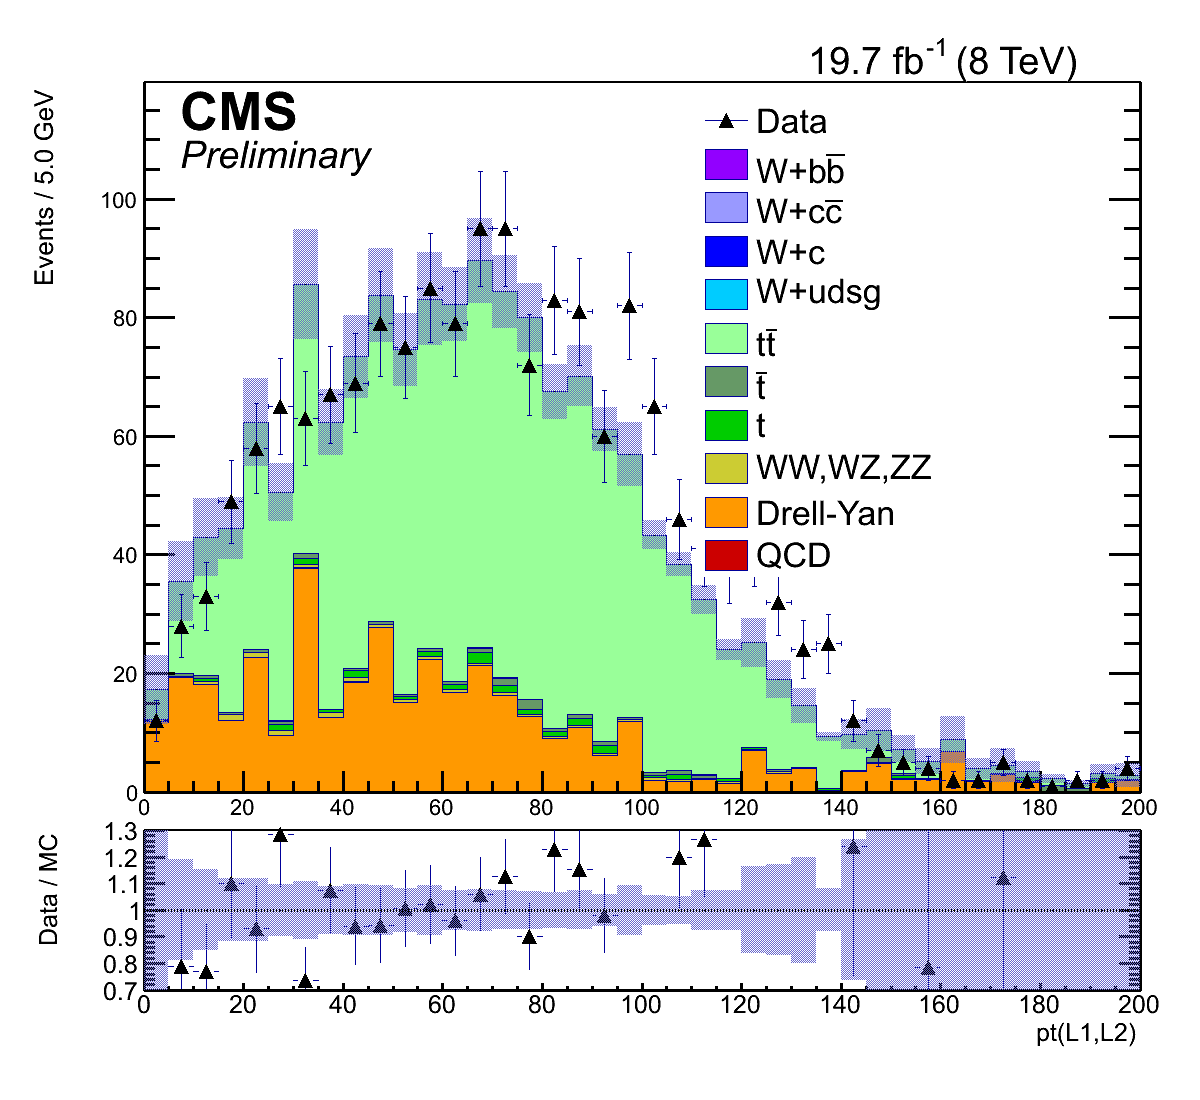 19.7 fb⁻¹ (8 TeV)
CMS
Preliminary
Events / 5.0 GeV
100
80
60
40
20
0
Data
W+bb̅
W+cc̅
W+c
W+udsg
tt̅
t̅
t
WW,WZ,ZZ
Drell-Yan
QCD
0 20 40 60 80 100 120 140 160 180 200
Data / MC
1.3
1.2
1.1
1
0.9
0.8
0.7
0 20 40 60 80 100 120 140 160 180 200
pt(L1,L2)